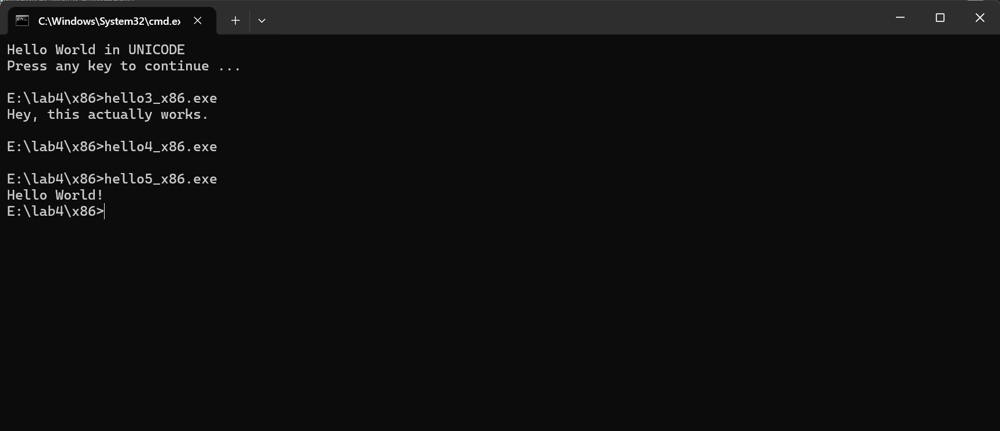 C:\Windows\System32\cmd.ex
Hello World in UNICODE
Press any key to continue ...
E:\lab4\x86>hello3_x86.exe
Hey, this actually works.
E:\lab4\x86>hello4_x86.exe
E:\lab4\x86>hello5_x86.exe
Hello World!
E:\lab4\x86>